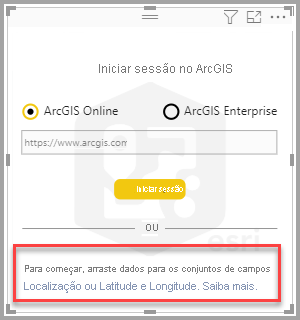 Iniciar sessão no ArcGIS
ArcGIS Online
ArcGIS Enterprise
https://www.arcgis.com
Iniciar sessão
OU
esri
Para começar, arraste dados para os conjuntos de campos
Localização ou Latitude e Longitude. Saiba mais.